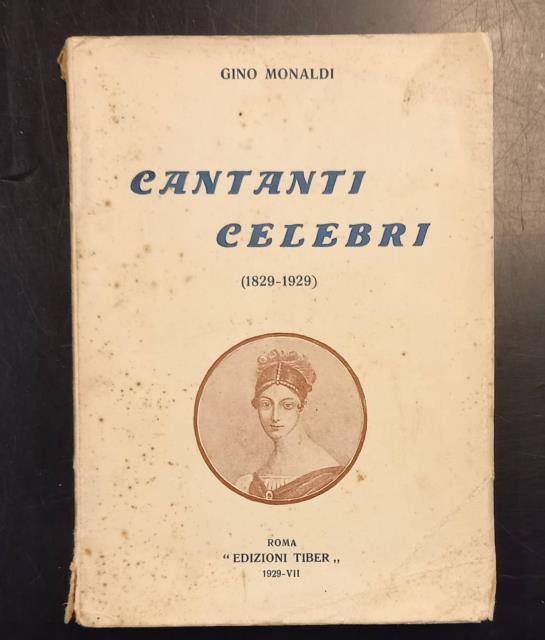 GINO MONALDI
CANTANTI
CELEBRI
(1829-1929)
ROMA
“ EDIZIONI TIBER „
1929-VII